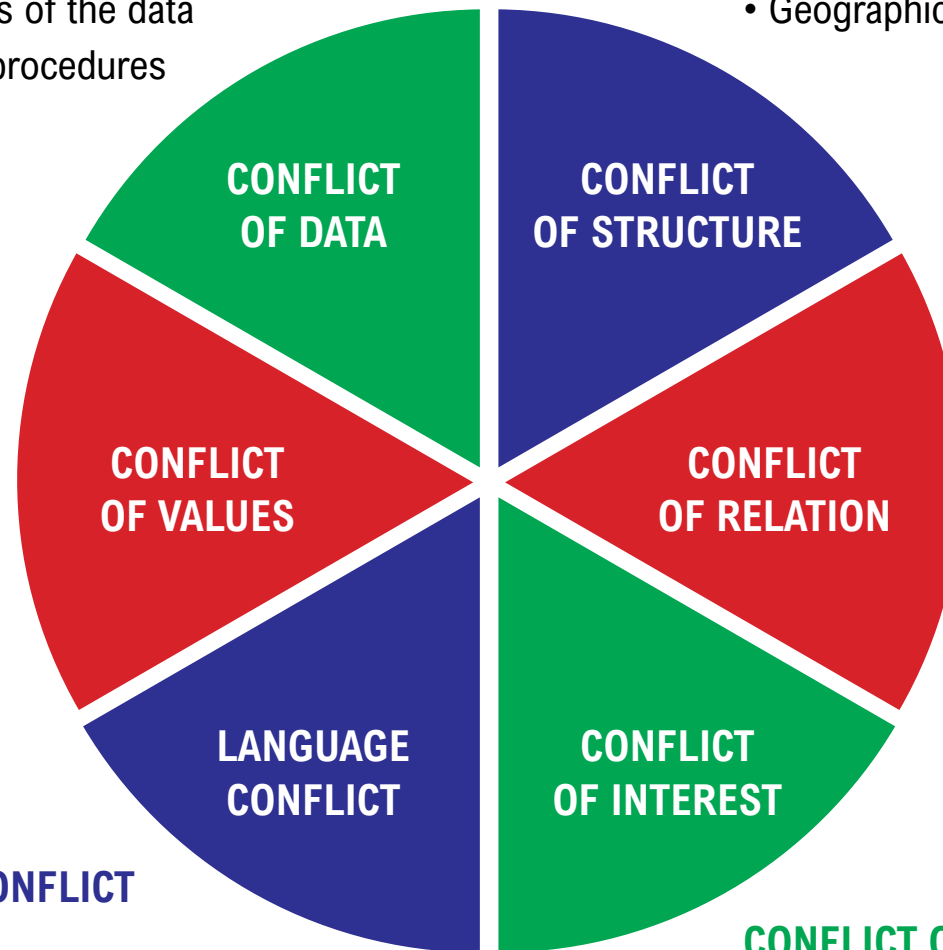 of the data
• Geographic
procedures
CONFLICT
OF DATA
CONFLICT
OF STRUCTURE
CONFLICT
OF VALUES
CONFLICT
OF RELATION
LANGUAGE
CONFLICT
CONFLICT
OF INTEREST
ONFLICT
CONFLICT